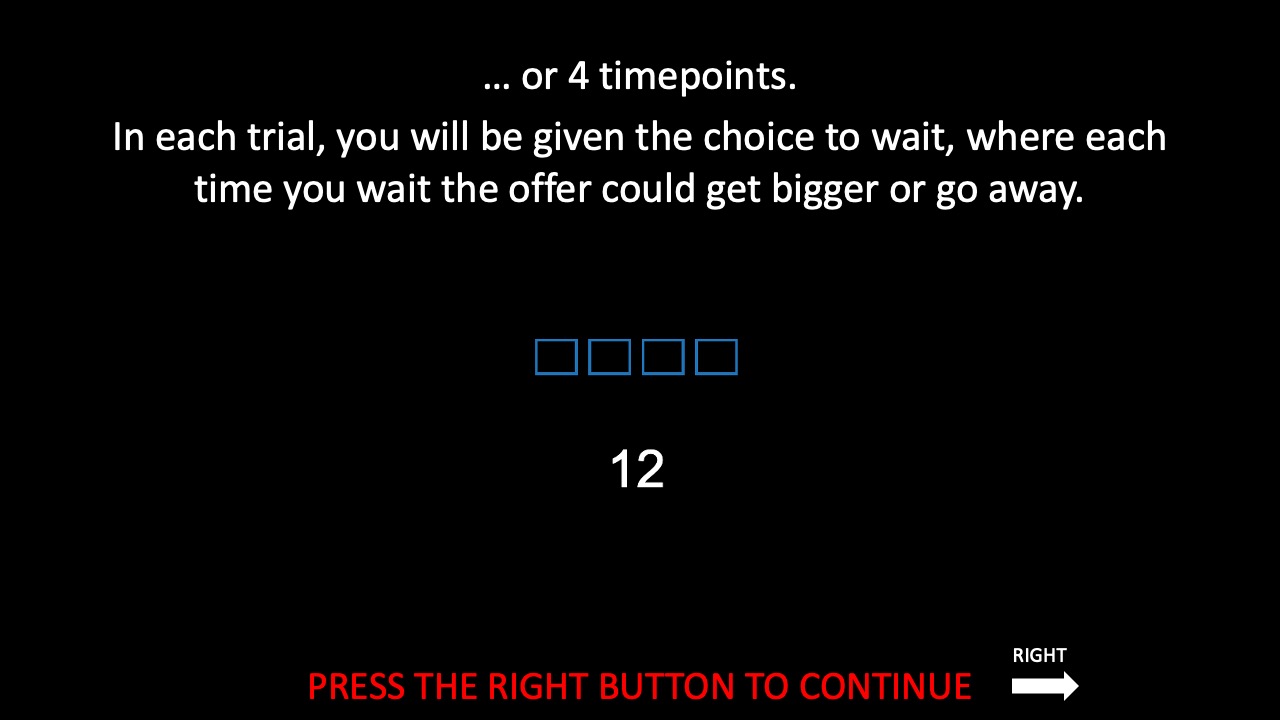 ... or 4 timepoints.
In each trial, you will be given the choice to wait, where each
time you wait the offer could get bigger or go away.
12
RIGHT
PRESS THE RIGHT BUTTON TO CONTINUE